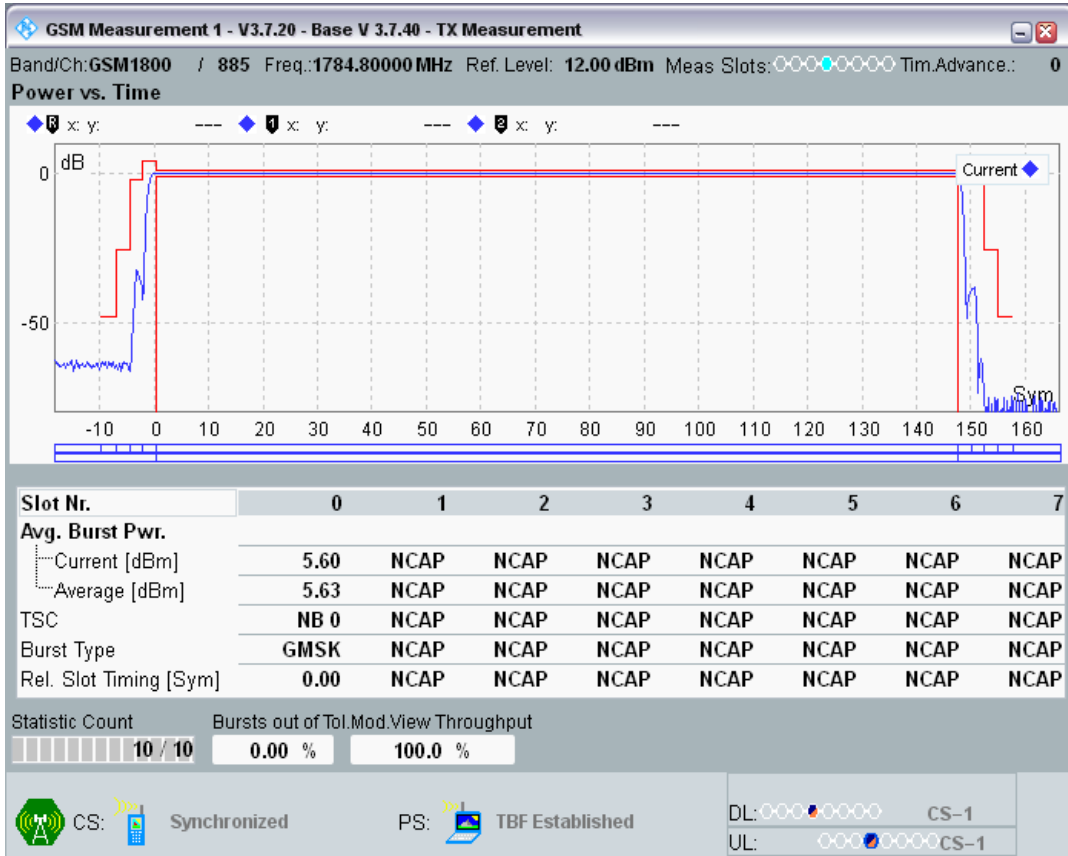 GSM Measurement 1 - V3.7.20 - Base V 3.7.40 - TX Measurement
Band/Ch:GSM1800 / 885 Freq.:1784.80000 MHz Ref. Level: 12.00 dBm Meas Slots: Tim.Advance.: 0
Power vs. Time
R x: y: --- 1 x: y: --- 2 x: y: ---
dB
Current
0
-50
Sym
-10 0 10 20 30 40 50 60 70 80 90 100 110 120 130 140 150 160
Slot Nr. 0 1 2 3 4 5 6 7
Avg. Burst Pwr.
Current [dBm] 5.60 NCAP NCAP NCAP NCAP NCAP NCAP NCAP
Average [dBm] 5.63 NCAP NCAP NCAP NCAP NCAP NCAP NCAP
TSC NB 0 NCAP NCAP NCAP NCAP NCAP NCAP NCAP
Burst Type GMSK NCAP NCAP NCAP NCAP NCAP NCAP NCAP
Rel. Slot Timing [Sym] 0.00 NCAP NCAP NCAP NCAP NCAP NCAP NCAP
Statistic Count Bursts out of Tol.Mod.View Throughput
10 / 10 0.00 % 100.0 %
CS: Synchronized PS: TBF Established DL: CS-1
UL: CS-1